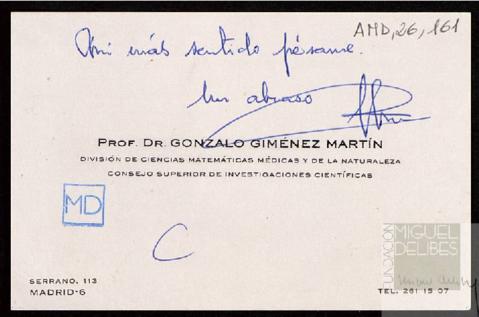 Mi más sentido pésame.
AMD,26,161
Un abrazo
PROF. DR. GONZALO GIMÉNEZ MARTÍN
DIVISIÓN DE CIENCIAS MATEMÁTICAS MÉDICAS Y DE LA NATURALEZA
CONSEJO SUPERIOR DE INVESTIGACIONES CIENTÍFICAS
MD
C
SERRANO, 113
MADRID-6
TEL. 261 15 07
FUNDACIÓN
MIGUEL
DELIBES